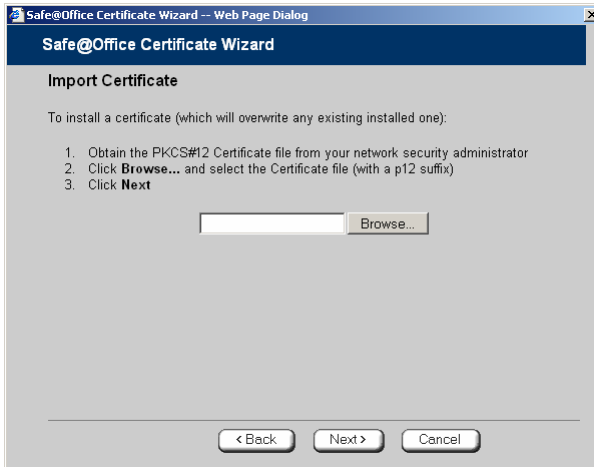 Safe@Office Certificate Wizard -- Web Page Dialog
Safe@Office Certificate Wizard
Import Certificate
To install a certificate (which will overwrite any existing installed one):
1. Obtain the PKCS#12 Certificate file from your network security administrator
2. Click Browse... and select the Certificate file (with a p12 suffix)
3. Click Next
Browse...
< Back Next > Cancel